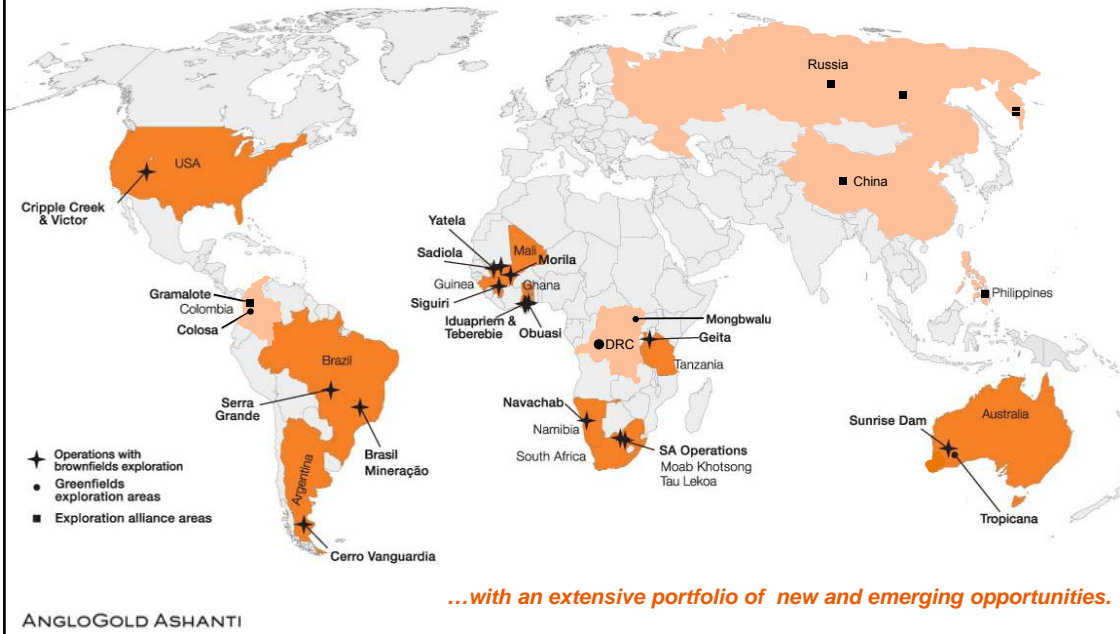 Russia
China
USA
Cripple Creek
& Victor
Yatela
Sadiola
Mali
Morila
Guinea
Ghana
Siguiri
Iduapriem &
Teberebie
Obuasi
Gramalote
Colombia
Colosa
Philippines
Mongbwalu
DRC
Geita
Tanzania
Brazil
Serra
Grande
Brasil
Mineração
Navachab
Namibia
South Africa
SA Operations
Moab Khotsong
Tau Lekoa
Australia
Sunrise Dam
Tropicana
Argentina
Cerro Vanguardia
Operations with
brownfields exploration
Greenfields
exploration areas
Exploration alliance areas
...with an extensive portfolio of new and emerging opportunities.
ANGLOGOLD ASHANTI